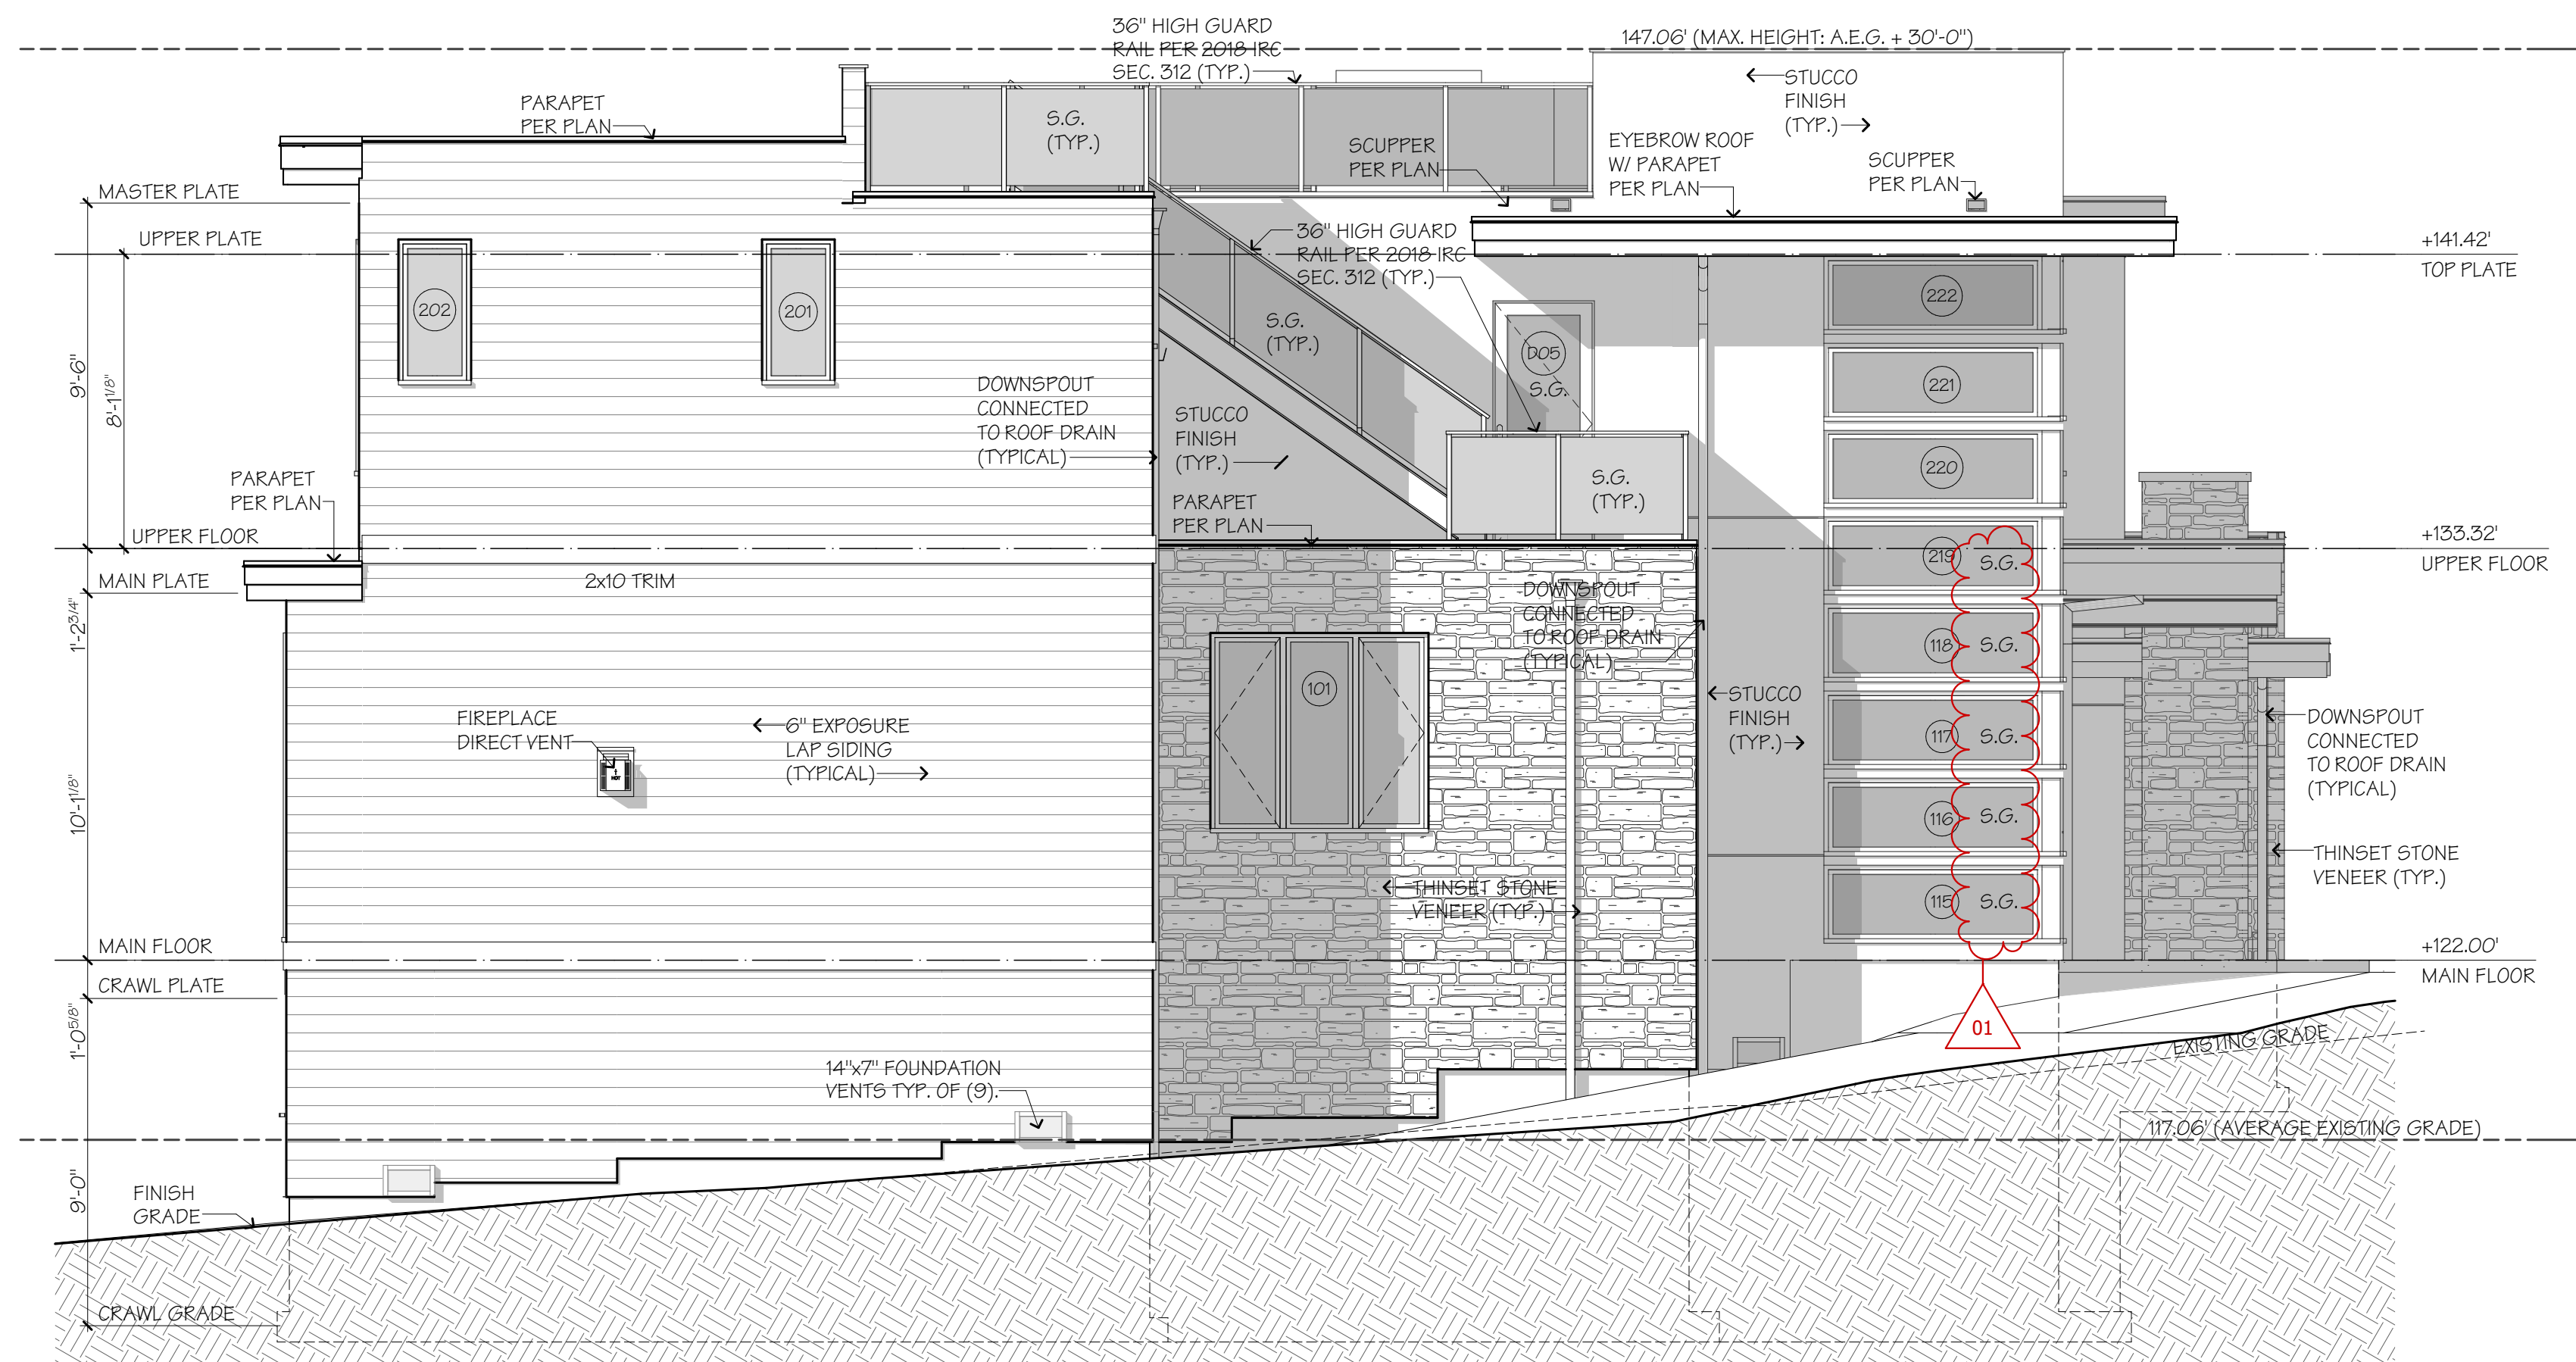 36" HIGH GUARD
RAIL PER 2018 IRC
SEC. 312 (TYP.)
147.06' (MAX. HEIGHT: A.E.G. + 30'-0")
STUCCO
FINISH
(TYP.)
PARAPET
PER PLAN
S.G.
(TYP.)
SCUPPER
PER PLAN
EYEBROW ROOF
W/ PARAPET
PER PLAN
SCUPPER
PER PLAN
MASTER PLATE
UPPER PLATE
36" HIGH GUARD
RAIL PER 2018 IRC
SEC. 312 (TYP.)
+141.42'
TOP PLATE
202
201
S.G.
(TYP.)
D05
S.G.
222
221
220
219
S.G.
118
S.G.
117
S.G.
116
S.G.
115
S.G.
9'-6"
8'-1 1/8"
DOWNSPOUT
CONNECTED
TO ROOF DRAIN
(TYPICAL)
STUCCO
FINISH
(TYP.)
S.G.
(TYP.)
PARAPET
PER PLAN
PARAPET
PER PLAN
UPPER FLOOR
+133.32'
UPPER FLOOR
MAIN PLATE
2x10 TRIM
DOWNSPOUT
CONNECTED
TO ROOF DRAIN
(TYPICAL)
1'-2 3/4"
101
STUCCO
FINISH
(TYP.)
FIREPLACE
DIRECT VENT
HOT
6" EXPOSURE
LAP SIDING
(TYPICAL)
DOWNSPOUT
CONNECTED
TO ROOF DRAIN
(TYPICAL)
10'-1 1/8"
THINSET STONE
VENEER (TYP.)
THINSET STONE
VENEER (TYP.)
MAIN FLOOR
+122.00'
MAIN FLOOR
CRAWL PLATE
1'-0 5/8"
01
EXISTING GRADE
14"x7" FOUNDATION
VENTS TYP. OF (9).
117.06' (AVERAGE EXISTING GRADE)
9'-0"
FINISH
GRADE
CRAWL GRADE